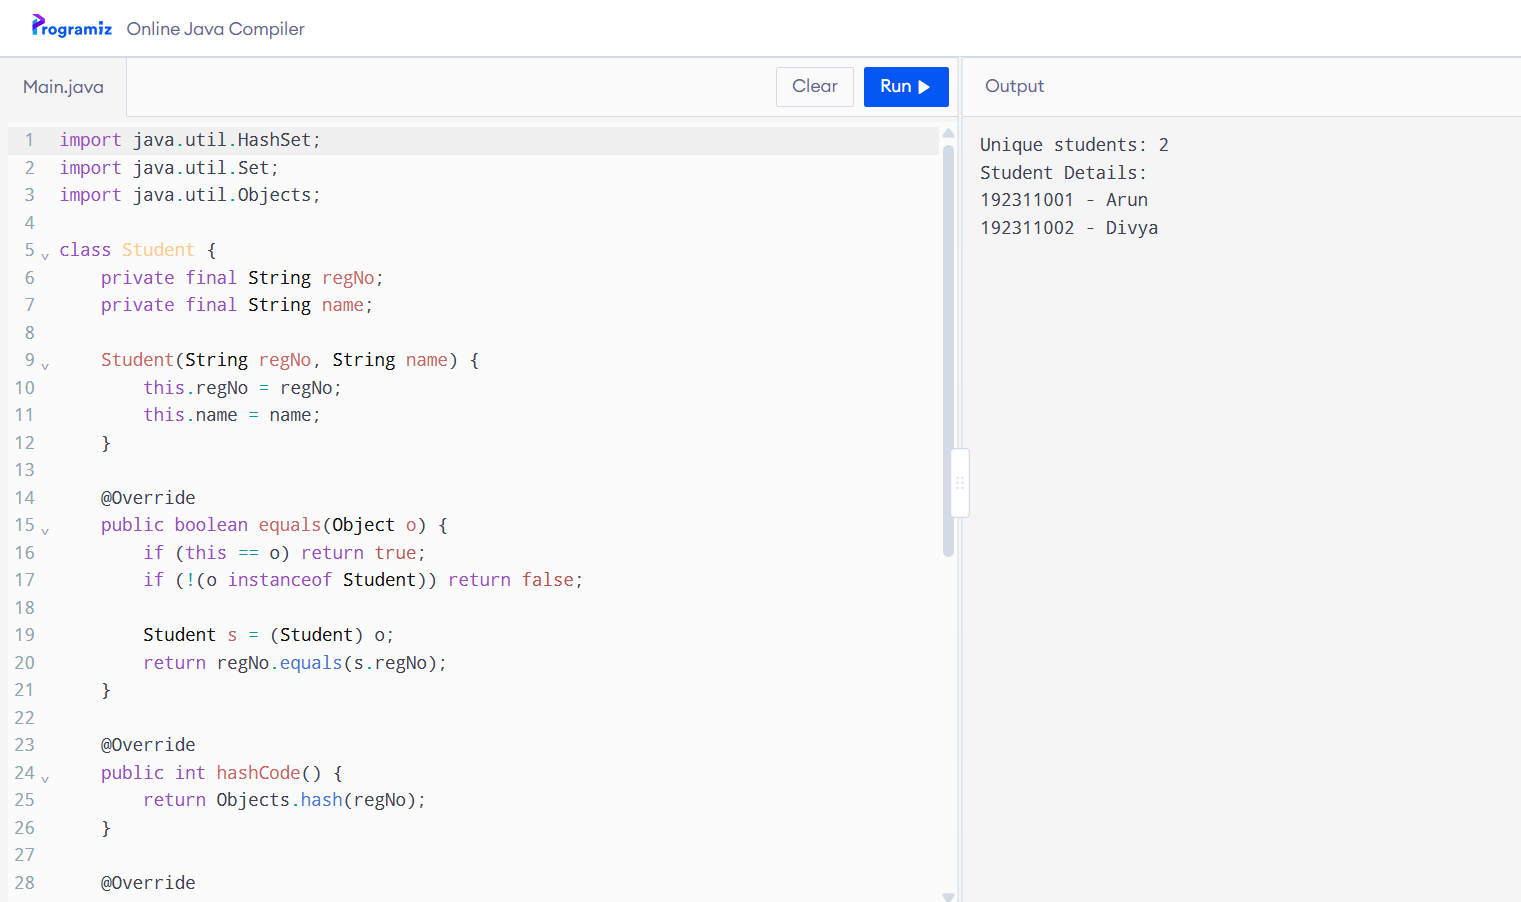 Programiz Online Java Compiler
Main.java
Clear
Run
Output
1 import java.util.HashSet;
2 import java.util.Set;
3 import java.util.Objects;
4
5 class Student {
6     private final String regNo;
7     private final String name;
8
9     Student(String regNo, String name) {
10         this.regNo = regNo;
11         this.name = name;
12     }
13
14     @Override
15     public boolean equals(Object o) {
16         if (this == o) return true;
17         if (!(o instanceof Student)) return false;
18
19         Student s = (Student) o;
20         return regNo.equals(s.regNo);
21     }
22
23     @Override
24     public int hashCode() {
25         return Objects.hash(regNo);
26     }
27
28     @Override
Unique students: 2
Student Details:
192311001 - Arun
192311002 - Divya